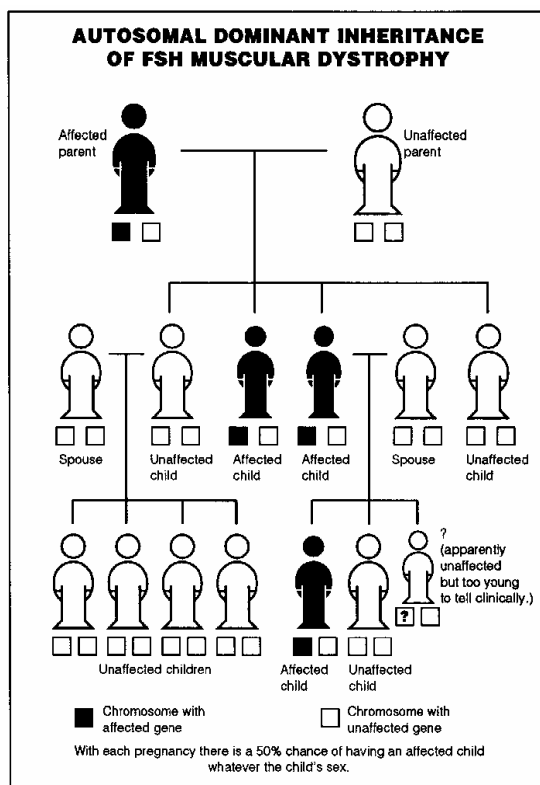 AUTOSOMAL DOMINANT INHERITANCE
OF FSH MUSCULAR DYSTROPHY
Affected
parent
Unaffected
parent
Spouse
Unaffected
child
Affected
child
Affected
child
Spouse
Unaffected
child
?
(apparently
unaffected
but too young
to tell clinically.)
?
Unaffected children
Affected
child
Unaffected
child
Chromosome with
affected gene
Chromosome with
unaffected gene
With each pregnancy there is a 50% chance of having an affected child
whatever the child's sex.